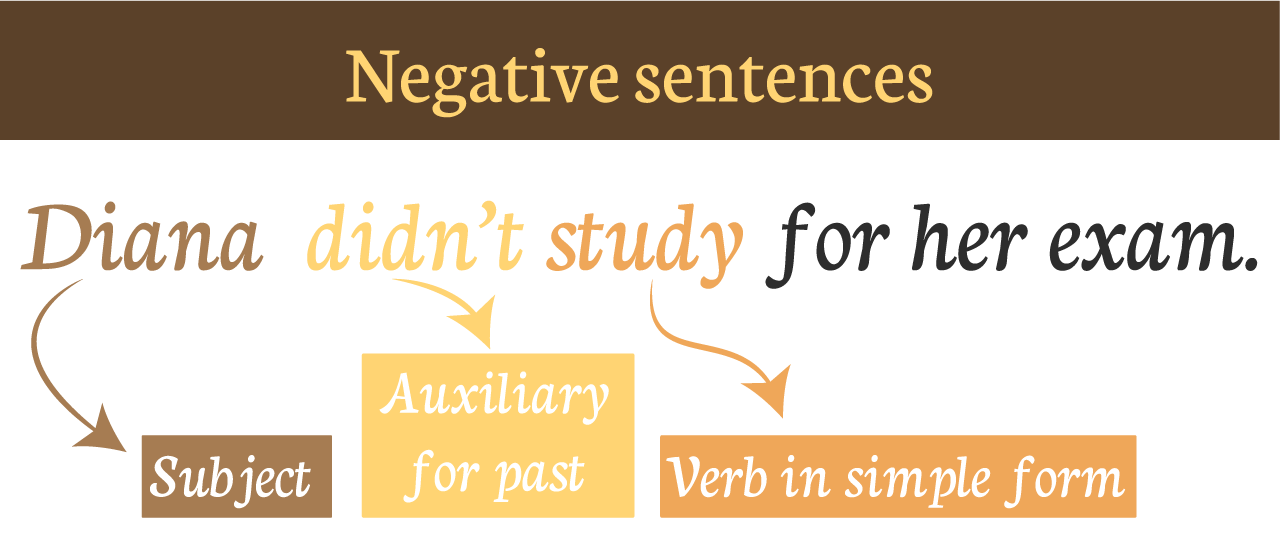 Negative sentences
Diana didn’t study for her exam.
Subject
Auxiliary
for past
Verb in simple form